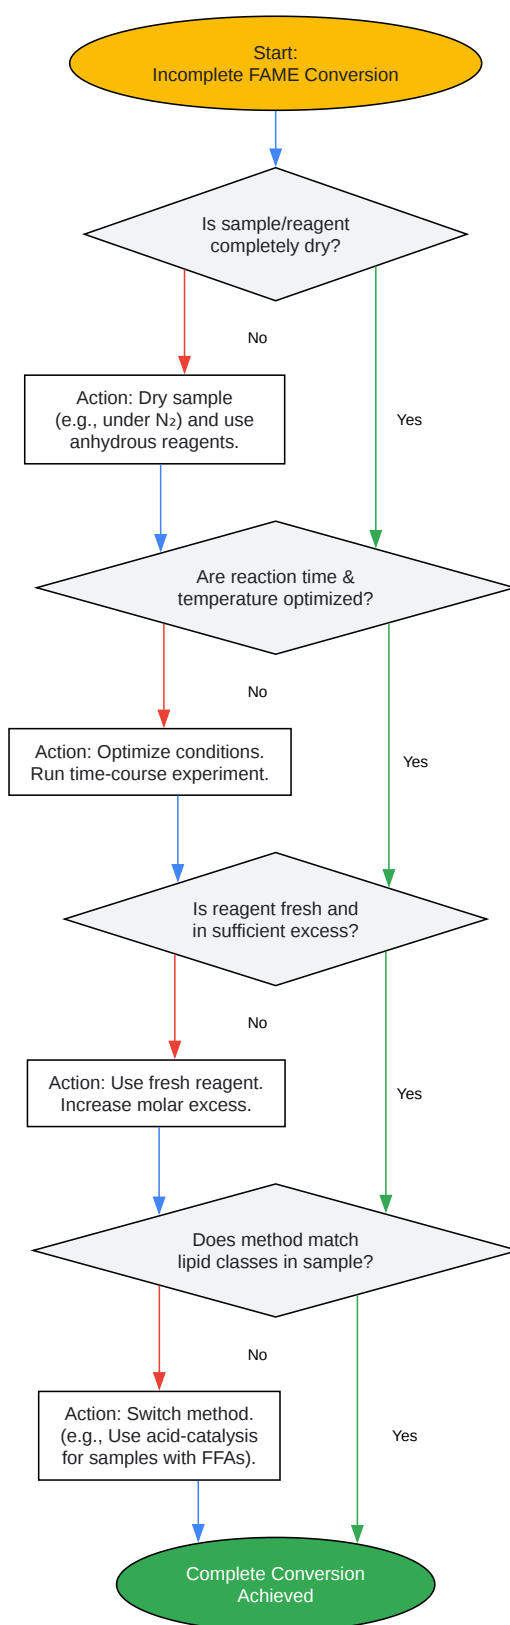 Start:
Incomplete FAME Conversion
Is sample/reagent
completely dry?
No
Action: Dry sample
(e.g., under N₂) and use
anhydrous reagents.
Yes
Are reaction time &
temperature optimized?
No
Action: Optimize conditions.
Run time-course experiment.
Yes
Is reagent fresh and
in sufficient excess?
No
Action: Use fresh reagent.
Increase molar excess.
Yes
Does method match
lipid classes in sample?
No
Action: Switch method.
(e.g., Use acid-catalysis
for samples with FFAs).
Yes
Complete Conversion
Achieved